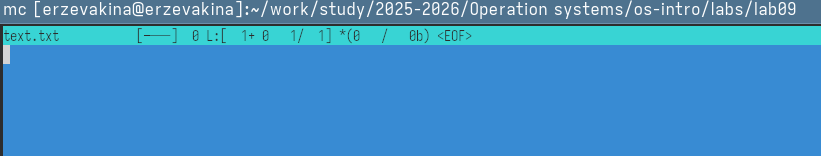 mc [erzevakina@erzevakina]:~/work/study/2025-2026/Operation systems/os-intro/labs/lab09
text.txt [----] 0 L:[ 1+ 0 1/ 1] *(0 / 0b) <EOF>